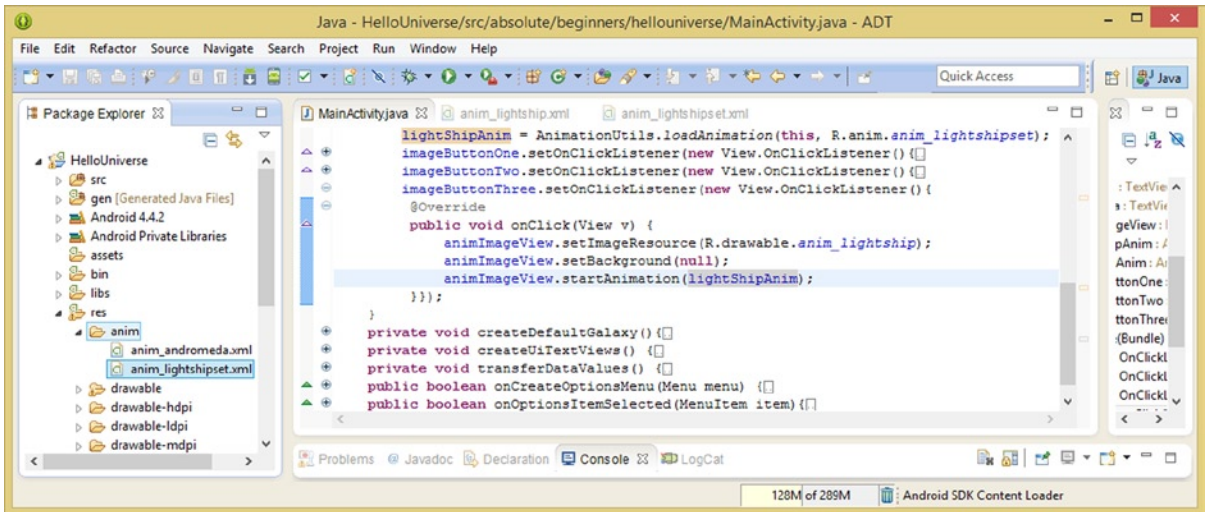 Java - HelloUniverse/src/absolute/beginners/hellouniverse/MainActivity.java - ADT
File Edit Refactor Source Navigate Search Project Run Window Help
Quick Access
Java
Package Explorer
HelloUniverse
src
gen [Generated Java Files]
Android 4.4.2
Android Private Libraries
assets
bin
libs
res
anim
anim_andromeda.xml
anim_lightshipset.xml
drawable
drawable-hdpi
drawable-ldpi
drawable-mdpi
MainActivity.java anim_lightship.xml anim_lightshipset.xml
lightShipAnim = AnimationUtils.loadAnimation(this, R.anim.anim_lightshipset);
imageButtonOne.setOnClickListener(new View.OnClickListener(){
imageButtonTwo.setOnClickListener(new View.OnClickListener(){
imageButtonThree.setOnClickListener(new View.OnClickListener(){
@Override
public void onClick(View v) {
animImageView.setImageResource(R.drawable.anim_lightship);
animImageView.setBackground(null);
animImageView.startAnimation(lightShipAnim);
}});
}
private void createDefaultGalaxy(){
private void createUiTextViews() {
private void transferDataValues() {
public boolean onCreateOptionsMenu(Menu menu) {
public boolean onOptionsItemSelected(MenuItem item){
: TextVie
a : TextVie
geView :
pAnim :
Anim : Ar
ttonOne :
ttonTwo
ttonThree
(Bundle)
OnClickL
OnClickL
OnClickL
Problems @ Javadoc Declaration Console LogCat
128M of 289M Android SDK Content Loader